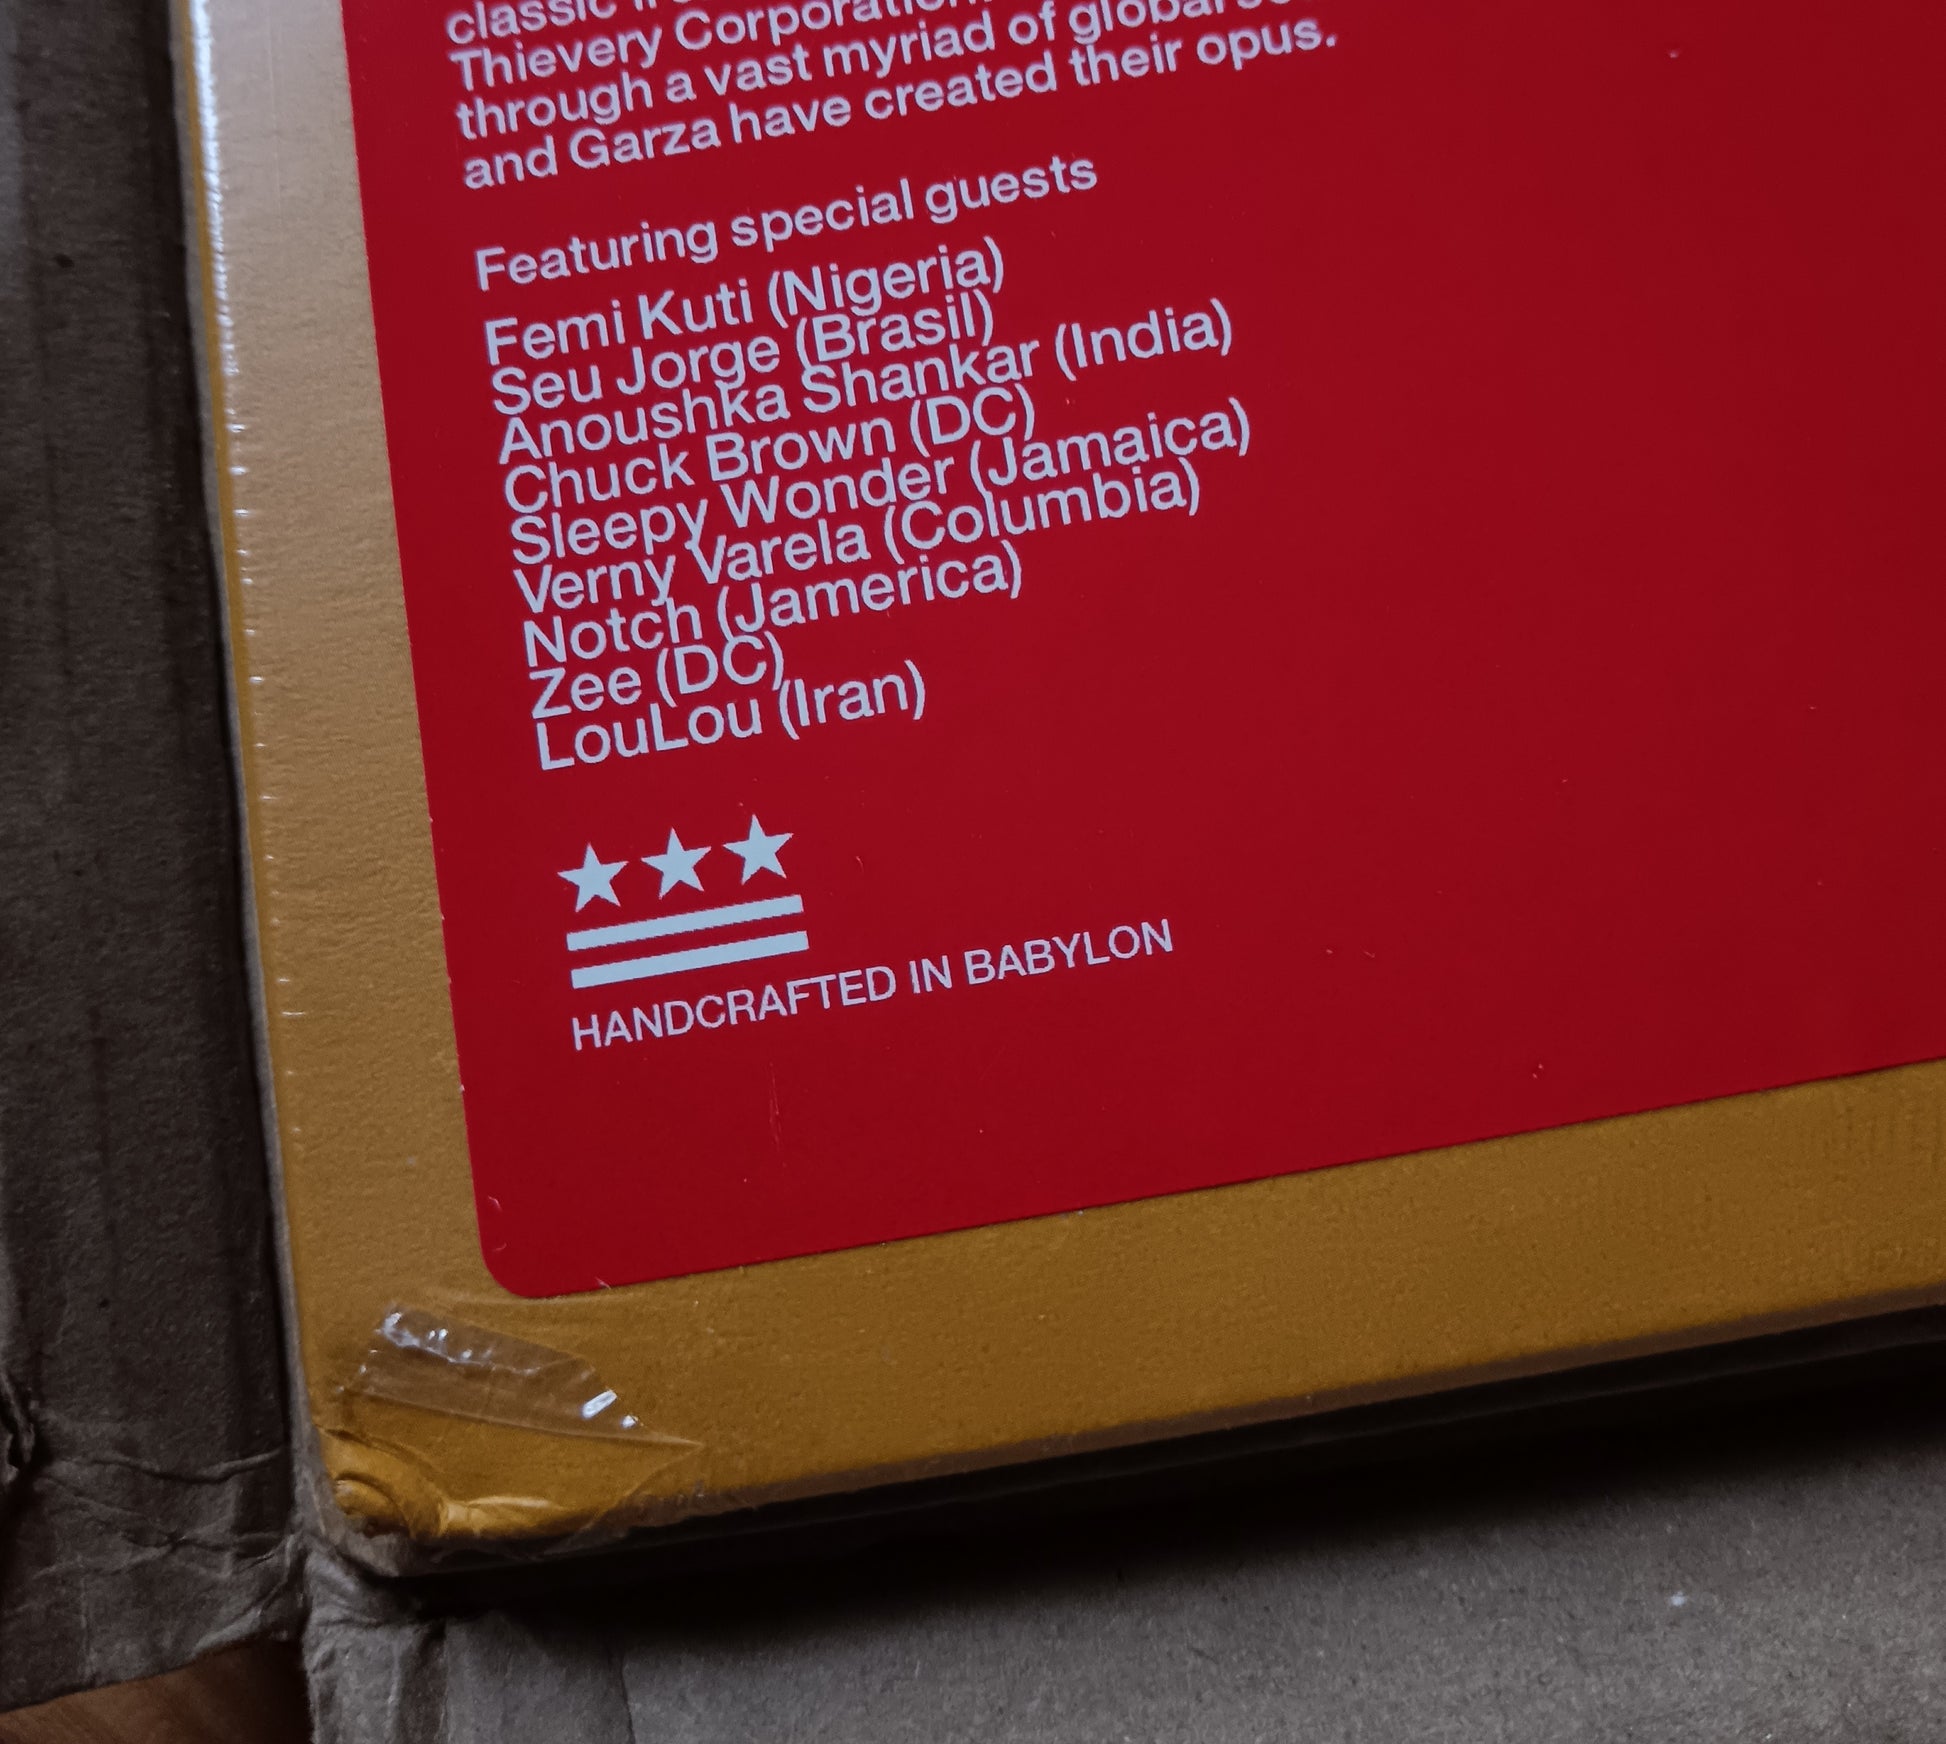 classic
Thievery Corporation
through a vast myriad of global
and Garza have created their opus.
Featuring special guests
Femi Kuti (Nigeria)
Seu Jorge (Brasil)
Anoushka Shankar (India)
Chuck Brown (DC)
Sleepy Wonder (Jamaica)
Verny Varela (Columbia)
Notch (Jamerica)
Zee (DC)
LouLou (Iran)
HANDCRAFTED IN BABYLON